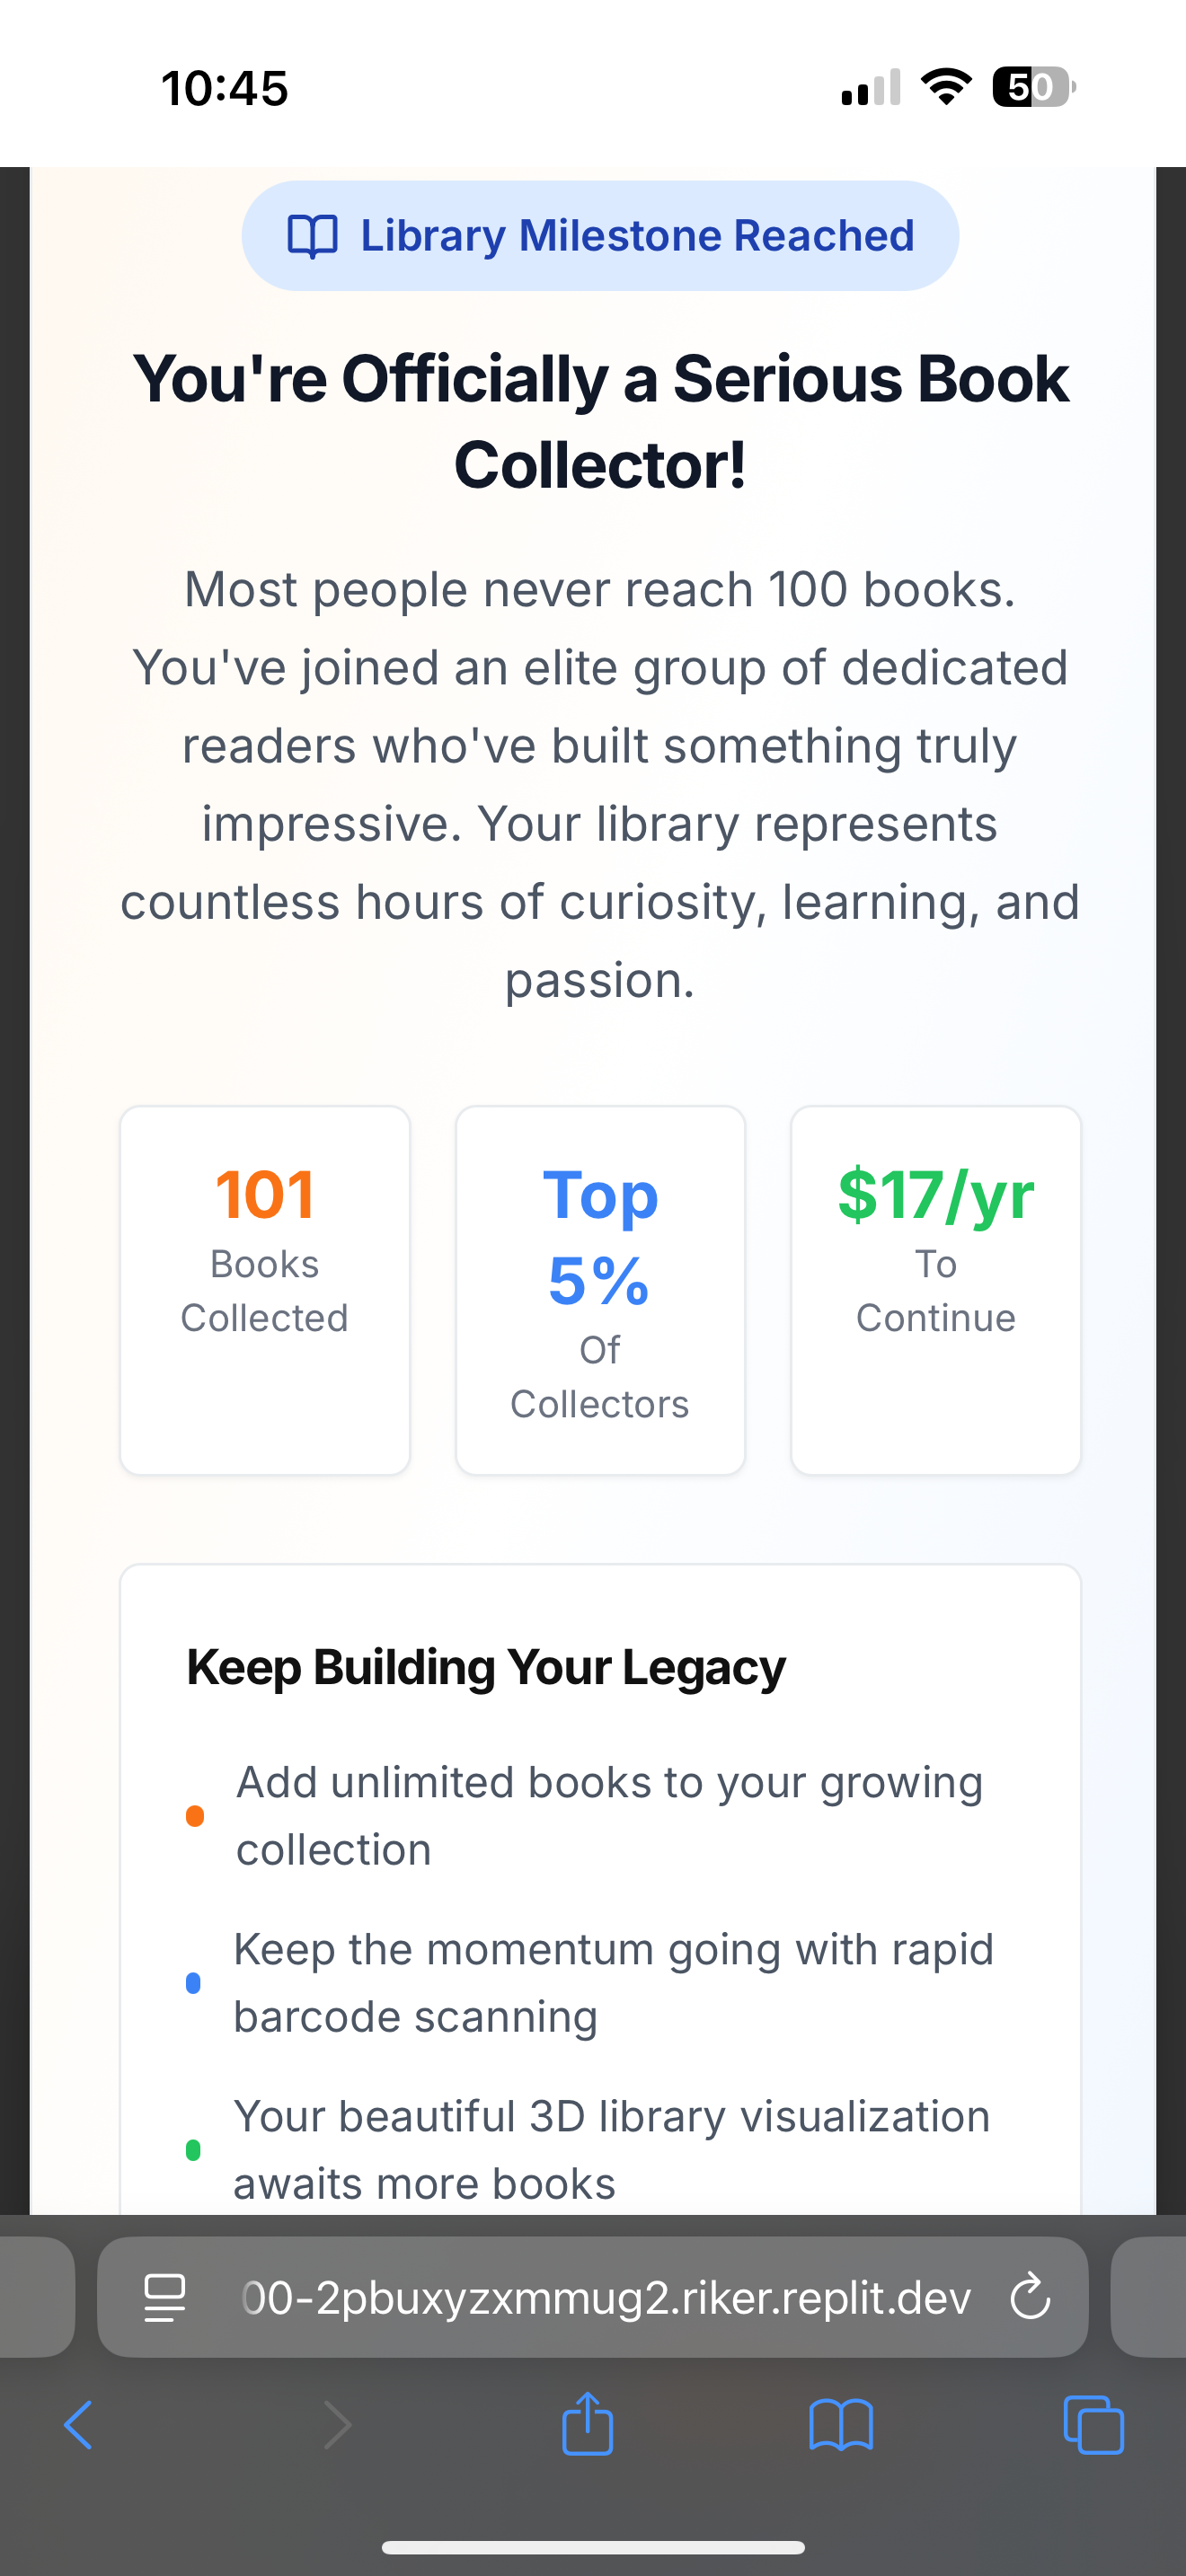 10:45
50
Library Milestone Reached
You're Officially a Serious Book
Collector!
Most people never reach 100 books.
You've joined an elite group of dedicated
readers who've built something truly
impressive. Your library represents
countless hours of curiosity, learning, and
passion.
101
Books
Collected
Top
5%
Of
Collectors
$17/yr
To
Continue
Keep Building Your Legacy
Add unlimited books to your growing
collection
Keep the momentum going with rapid
barcode scanning
Your beautiful 3D library visualization
awaits more books
00-2pbuxyzxmmug2.riker.replit.dev